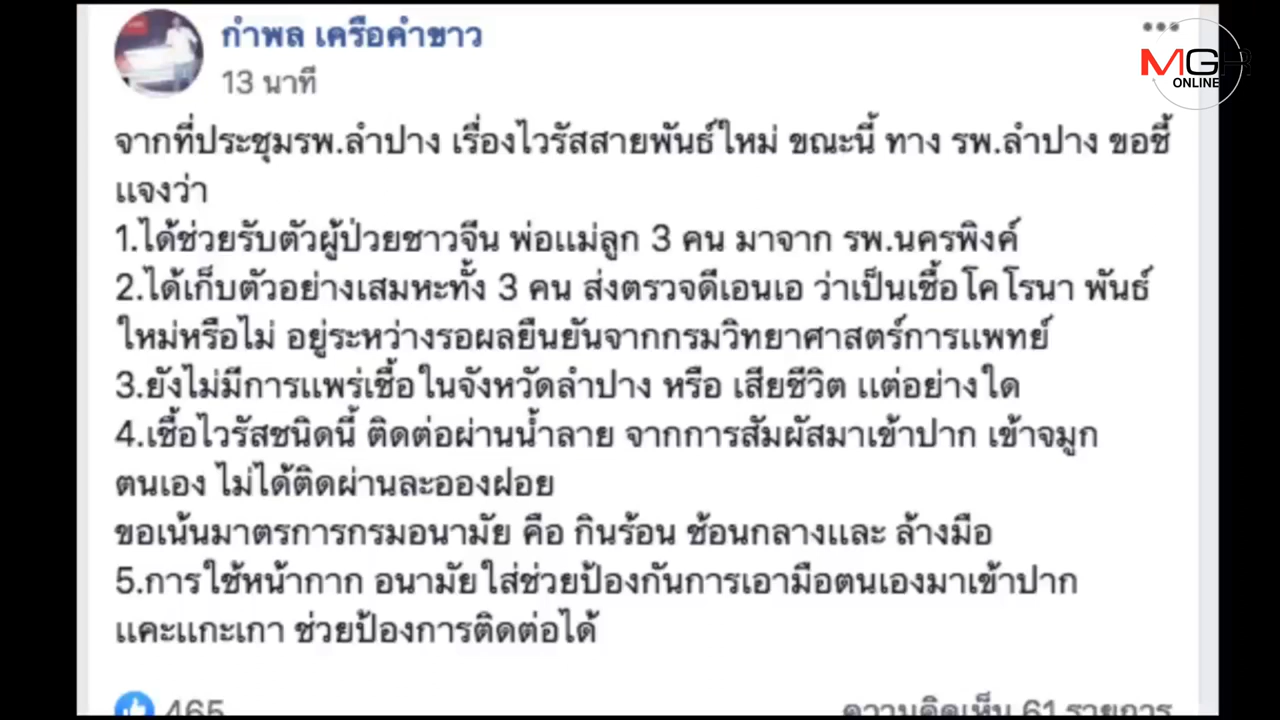 กำพล เครือคำขาว
13 นาที
MGR
ONLINE
จากที่ประชุมรพ.ลำปาง เรื่องไวรัสสายพันธ์ใหม่ ขณะนี้ ทาง รพ.ลำปาง ขอชี้
แจงว่า
1.ได้ช่วยรับตัวผู้ป่วยชาวจีน พ่อแม่ลูก 3 คน มาจาก รพ.นครพิงค์
2.ได้เก็บตัวอย่างเสมหะทั้ง 3 คน ส่งตรวจดีเอนเอ ว่าเป็นเชื้อโคโรนา พันธ์
ใหม่หรือไม่ อยู่ระหว่างรอผลยืนยันจากกรมวิทยาศาสตร์การแพทย์
3.ยังไม่มีการแพร่เชื้อในจังหวัดลำปาง หรือ เสียชีวิต แต่อย่างใด
4.เชื้อไวรัสชนิดนี้ ติดต่อผ่านน้ำลาย จากการสัมผัสมาเข้าปาก เข้าจมูก
ตนเอง ไม่ได้ติดผ่านละอองฝอย
ขอเน้นมาตรการกรมอนามัย คือ กินร้อน ช้อนกลางและ ล้างมือ
5.การใช้หน้ากาก อนามัยใส่ช่วยป้องกันการเอามือตนเองมาเข้าปาก
แคะแกะเกา ช่วยป้องการติดต่อได้
465
ความคิดเห็น 61 รายการ